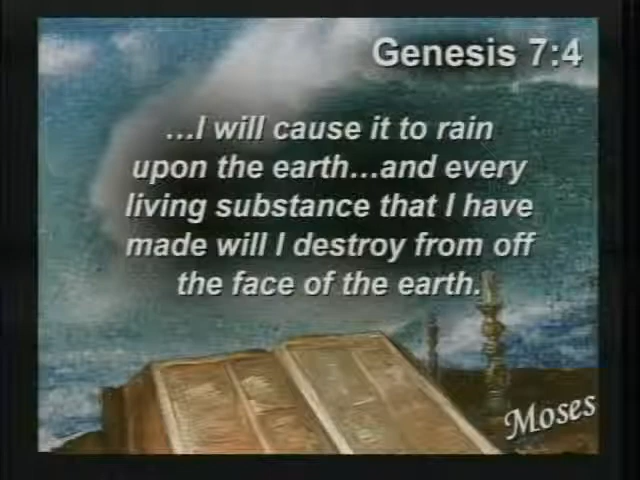 Genesis 7:4
...I will cause it to rain
upon the earth...and every
living substance that I have
made will I destroy from off
the face of the earth.
Moses